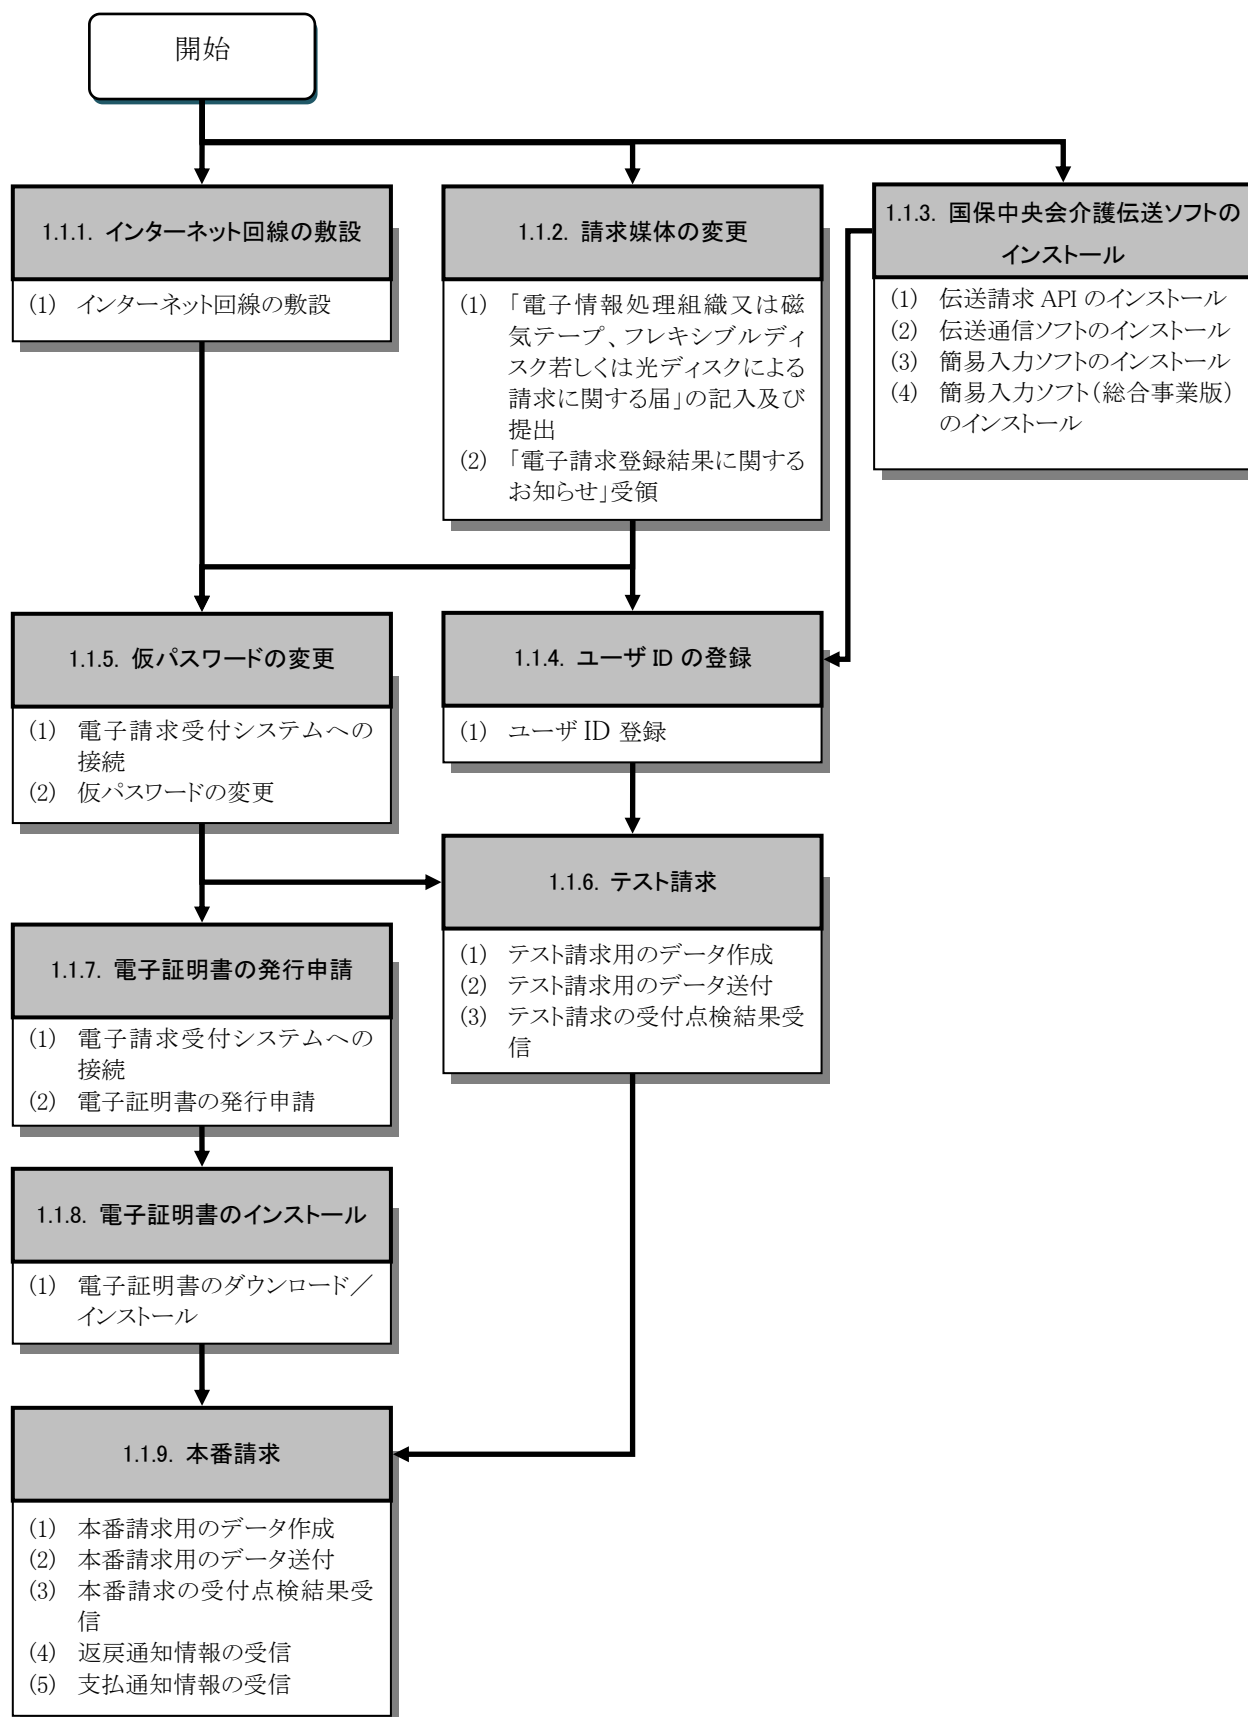 開始
1.1.1. インターネット回線の敷設
(1) インターネット回線の敷設
1.1.2. 請求媒体の変更
(1) 「電子情報処理組織又は磁
気テープ、フレキシブルディ
スク若しくは光ディスクによる
請求に関する届」の記入及び
提出
(2) 「電子請求登録結果に関する
お知らせ」受領
1.1.3. 国保中央会介護伝送ソフトの
インストール
(1) 伝送請求 API のインストール
(2) 伝送通信ソフトのインストール
(3) 簡易入力ソフトのインストール
(4) 簡易入力ソフト(総合事業版)
のインストール
1.1.5. 仮パスワードの変更
(1) 電子請求受付システムへの
接続
(2) 仮パスワードの変更
1.1.4. ユーザ ID の登録
(1) ユーザ ID 登録
1.1.6. テスト請求
(1) テスト請求用のデータ作成
(2) テスト請求用のデータ送付
(3) テスト請求の受付点検結果受
信
1.1.7. 電子証明書の発行申請
(1) 電子請求受付システムへの
接続
(2) 電子証明書の発行申請
1.1.8. 電子証明書のインストール
(1) 電子証明書のダウンロード/
インストール
1.1.9. 本番請求
(1) 本番請求用のデータ作成
(2) 本番請求用のデータ送付
(3) 本番請求の受付点検結果受
信
(4) 返戻通知情報の受信
(5) 支払通知情報の受信